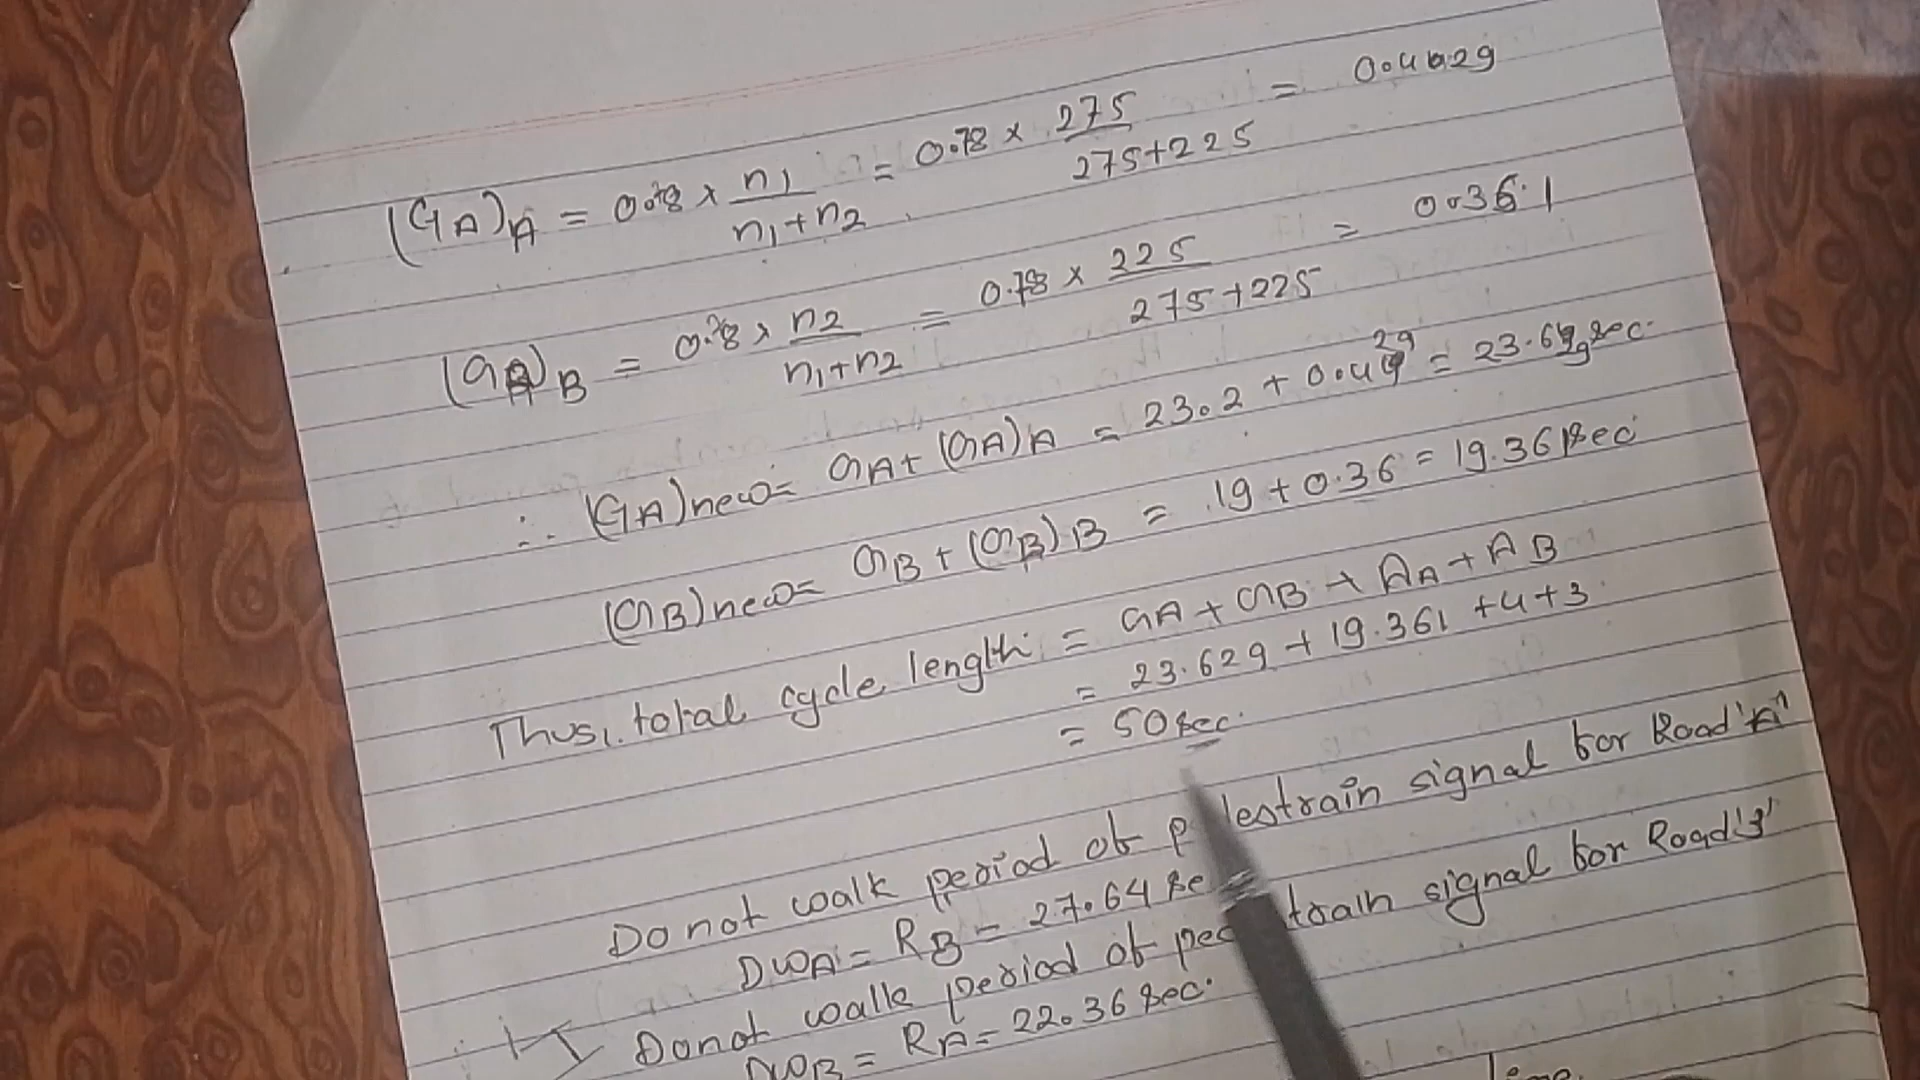 (GA)A = 0.78 × n1/n1+n2 = 0.78 × 275/275+225 = 0.429
(GB)B = 0.78 × n2/n1+n2 = 0.78 × 225/275+225 = 0.351
∴ (GA)new = GA + (GA)A = 23.2 + 0.429 = 23.629 sec.
(GB)new = GB + (GB)B = 19 + 0.36 = 19.361 sec
Thus, total cycle length = GA + GB + AA + AB
= 23.629 + 19.361 + 4 + 3
= 50 sec.
Do not walk period of pedestrain signal for Road 'A'
DWA = RB = 27.64 se
Do not walk period of pedestrain signal for Road 'B'
DWB = RA = 22.36 sec.